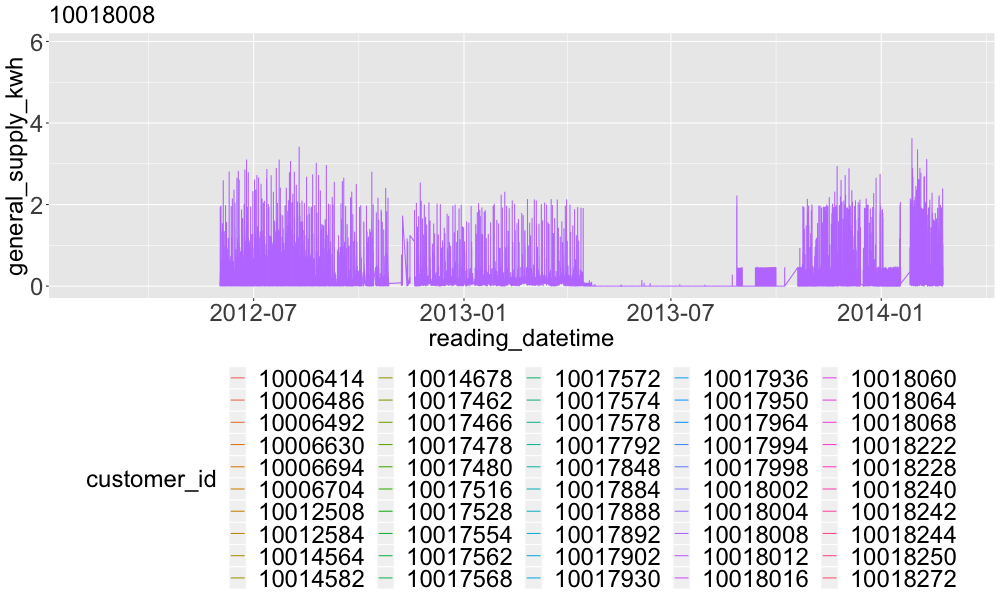 10018008
general_supply_kwh
6
4
2
0
2012-07 2013-01 2013-07 2014-01
reading_datetime
customer_id
10006414 10014678 10017572 10017936 10018060
10006486 10017462 10017574 10017950 10018064
10006492 10017466 10017578 10017964 10018068
10006630 10017478 10017792 10017994 10018222
10006694 10017480 10017848 10017998 10018228
10006704 10017516 10017884 10018002 10018240
10012508 10017528 10017888 10018004 10018242
10012584 10017554 10017892 10018008 10018244
10014564 10017562 10017902 10018012 10018250
10014582 10017568 10017930 10018016 10018272